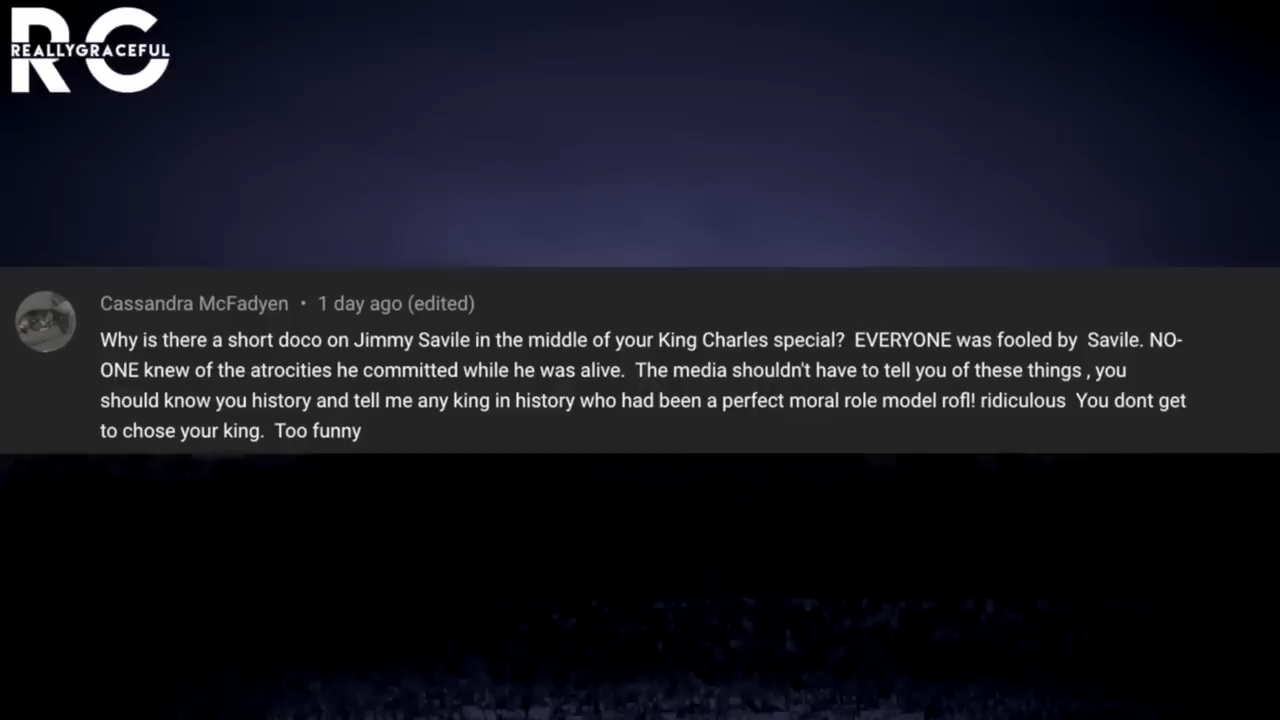 RG
REALLYGRACEFUL
Cassandra McFadyen • 1 day ago (edited)
Why is there a short doco on Jimmy Savile in the middle of your King Charles special?  EVERYONE was fooled by  Savile. NO-
ONE knew of the atrocities he committed while he was alive.  The media shouldn't have to tell you of these things , you
should know you history and tell me any king in history who had been a perfect moral role model rofl! ridiculous  You dont get
to chose your king.  Too funny